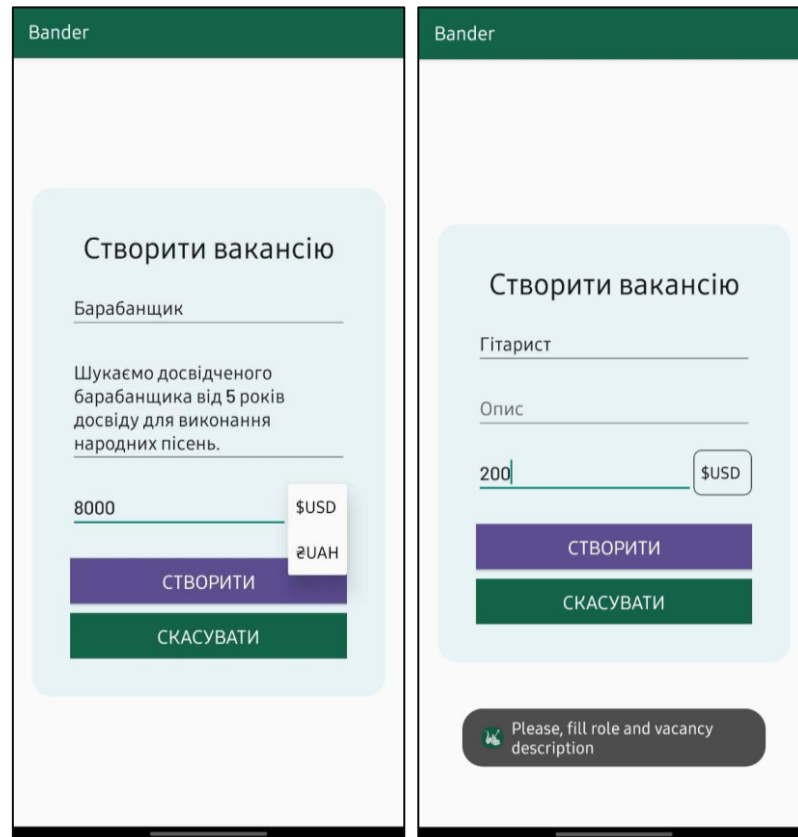 Bander
Створити вакансію
Барабанщик
Шукаємо досвідченого
барабанщика від 5 років
досвіду для виконання
народних пісень.
8000
$USD
₴UAH
СТВОРИТИ
СКАСУВАТИ
Bander
Створити вакансію
Гітарист
Опис
200
$USD
СТВОРИТИ
СКАСУВАТИ
Please, fill role and vacancy
description